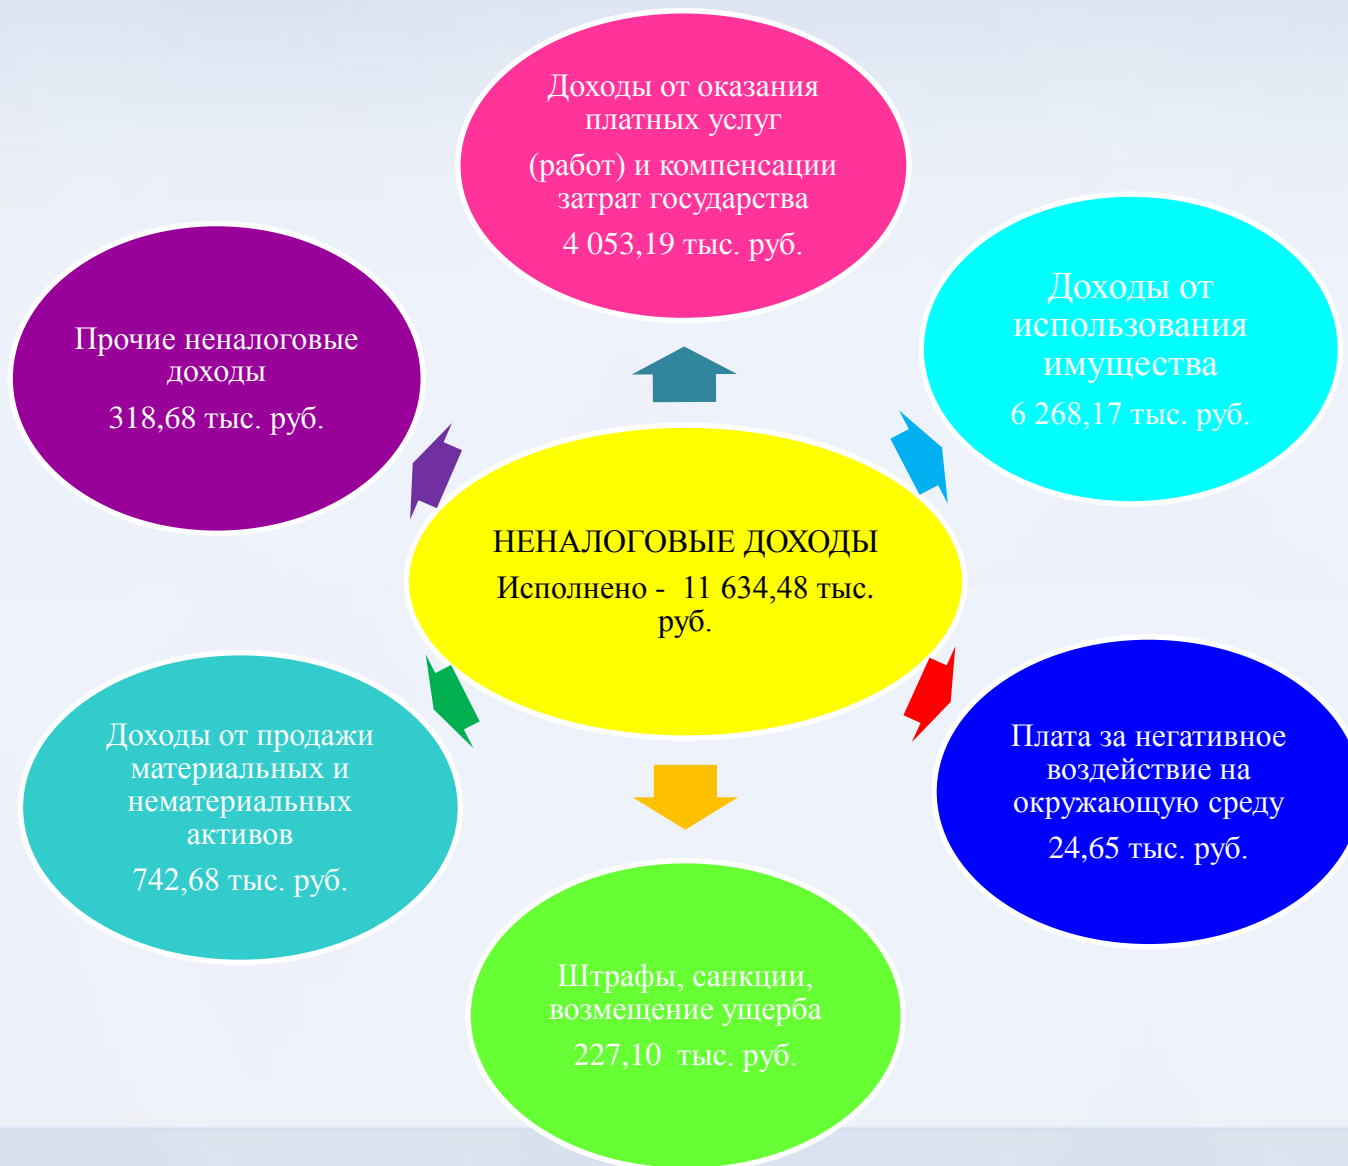 Доходы от оказания
платных услуг
(работ) и компенсации
затрат государства
4 053,19 тыс. руб.
Доходы от
использования
имущества
6 268,17 тыс. руб.
Прочие неналоговые
доходы
318,68 тыс. руб.
НЕНАЛОГОВЫЕ ДОХОДЫ
Исполнено -  11 634,48 тыс.
руб.
Плата за негативное
воздействие на
окружающую среду
24,65 тыс. руб.
Доходы от продажи
материальных и
нематериальных
активов
742,68 тыс. руб.
Штрафы, санкции,
возмещение ущерба
227,10  тыс. руб.